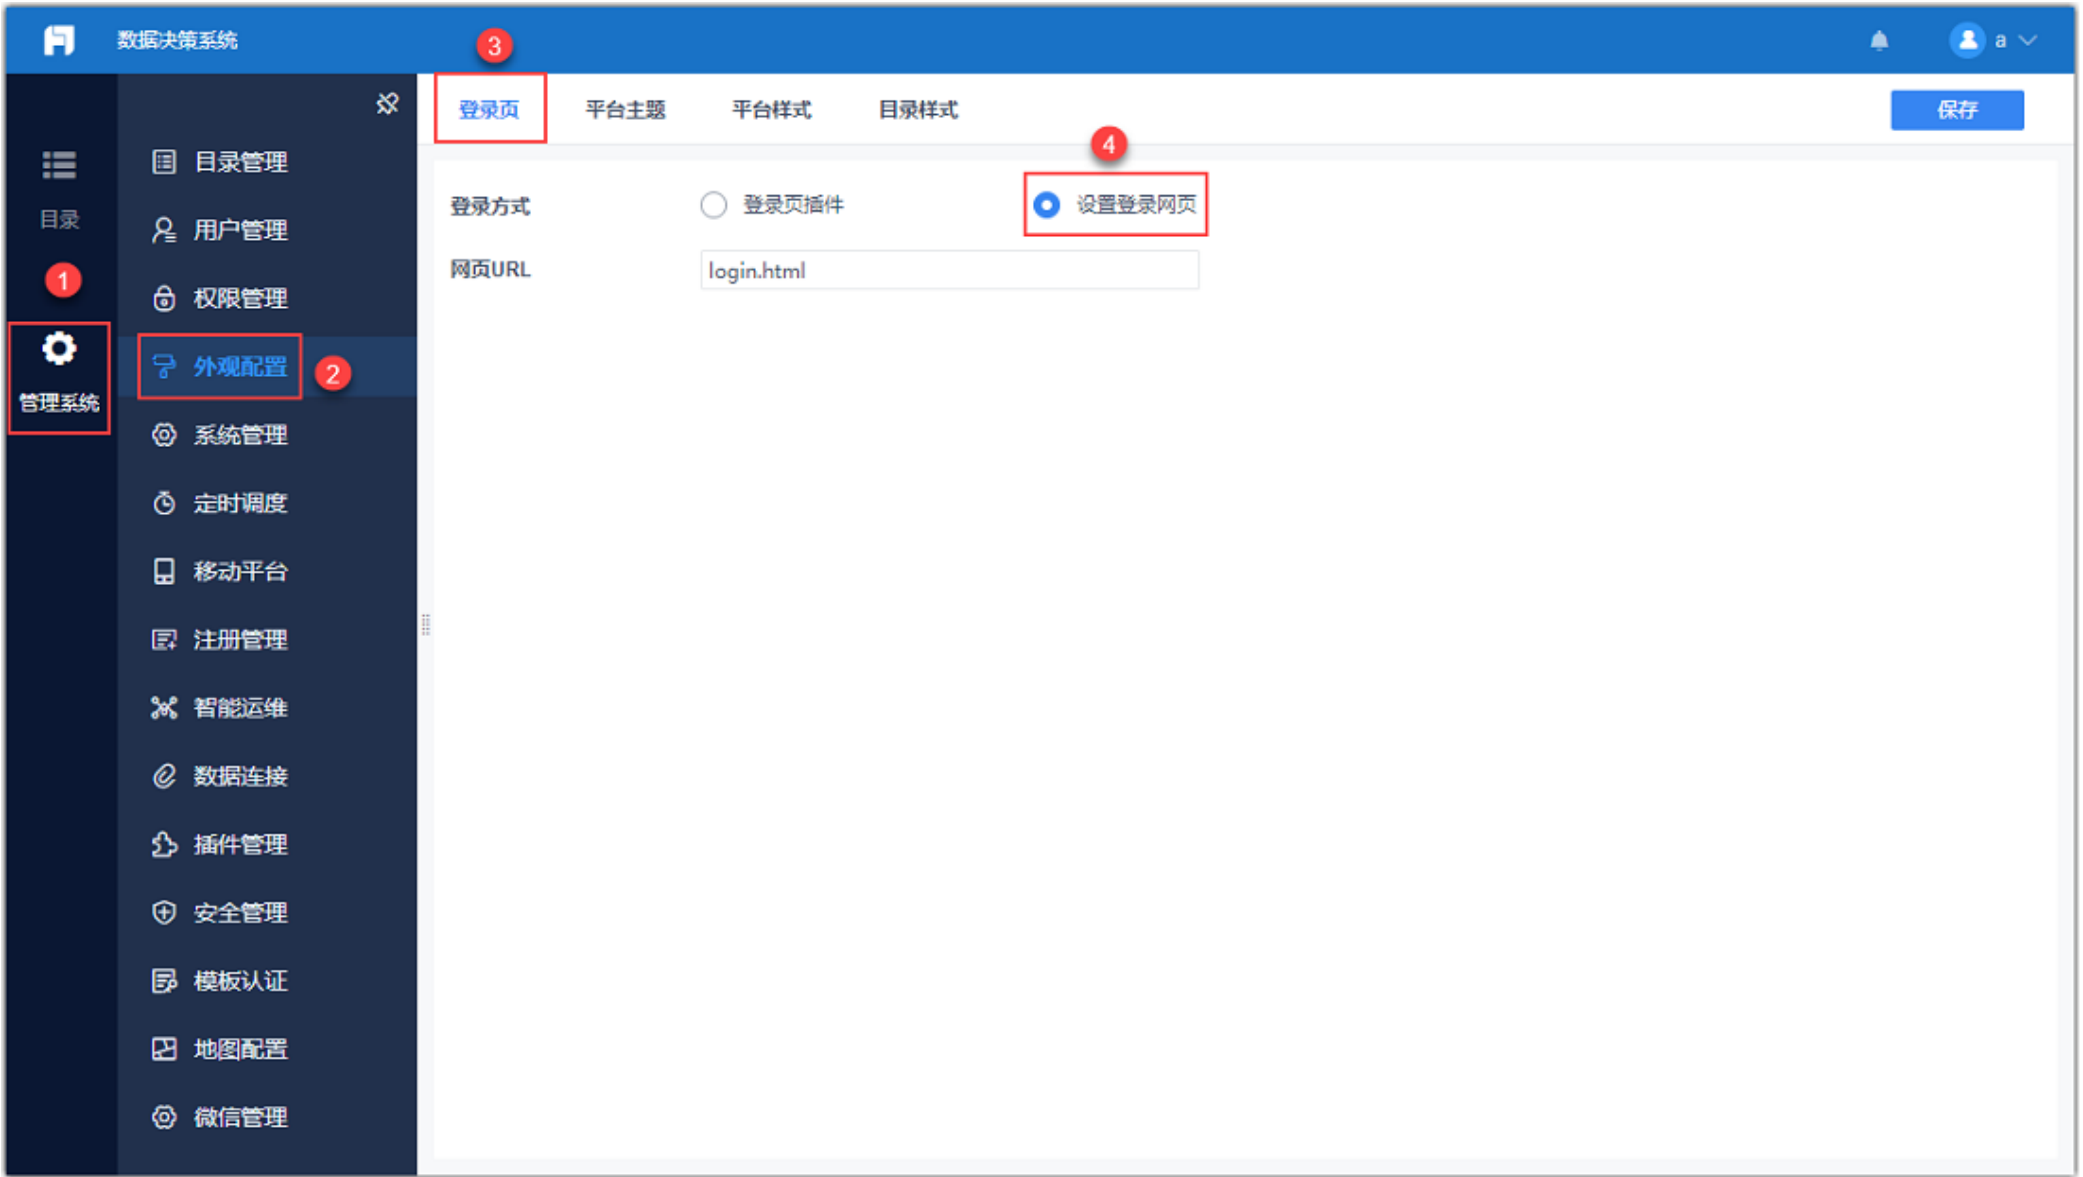 数据决策系统
a
3
登录页
平台主题
平台样式
目录样式
保存
4
目录
1
管理系统
目录管理
用户管理
权限管理
外观配置
2
系统管理
定时调度
移动平台
注册管理
智能运维
数据连接
插件管理
安全管理
模板认证
地图配置
微信管理
登录方式
登录页插件
设置登录网页
网页URL
login.html